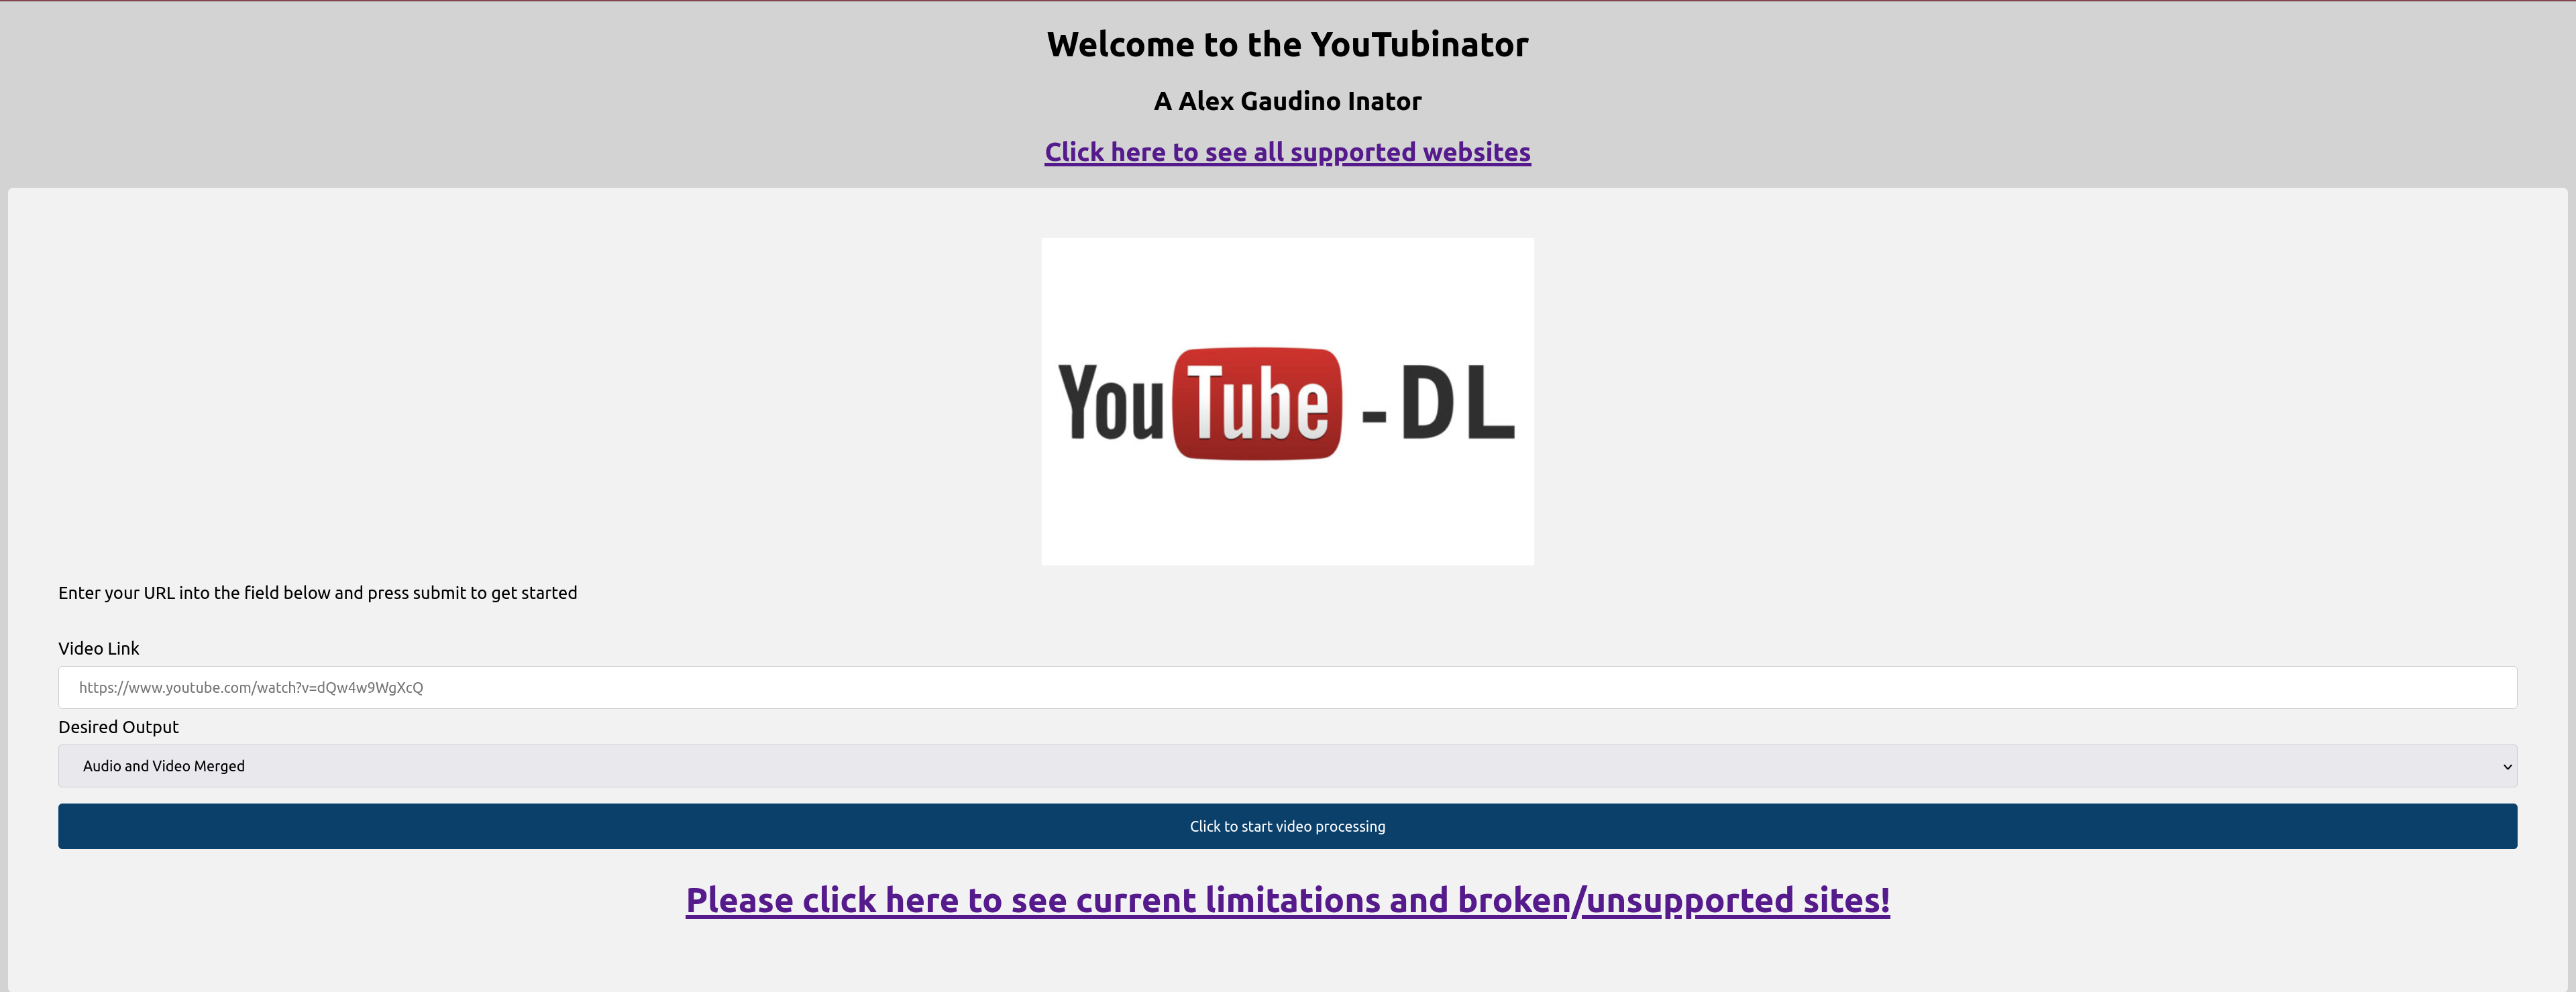 Welcome to the YouTubinator
A Alex Gaudino Inator
Click here to see all supported websites
YouTube - DL
Enter your URL into the field below and press submit to get started
Video Link
https://www.youtube.com/watch?v=dQw4w9WgXcQ
Desired Output
Audio and Video Merged
Click to start video processing
Please click here to see current limitations and broken/unsupported sites!